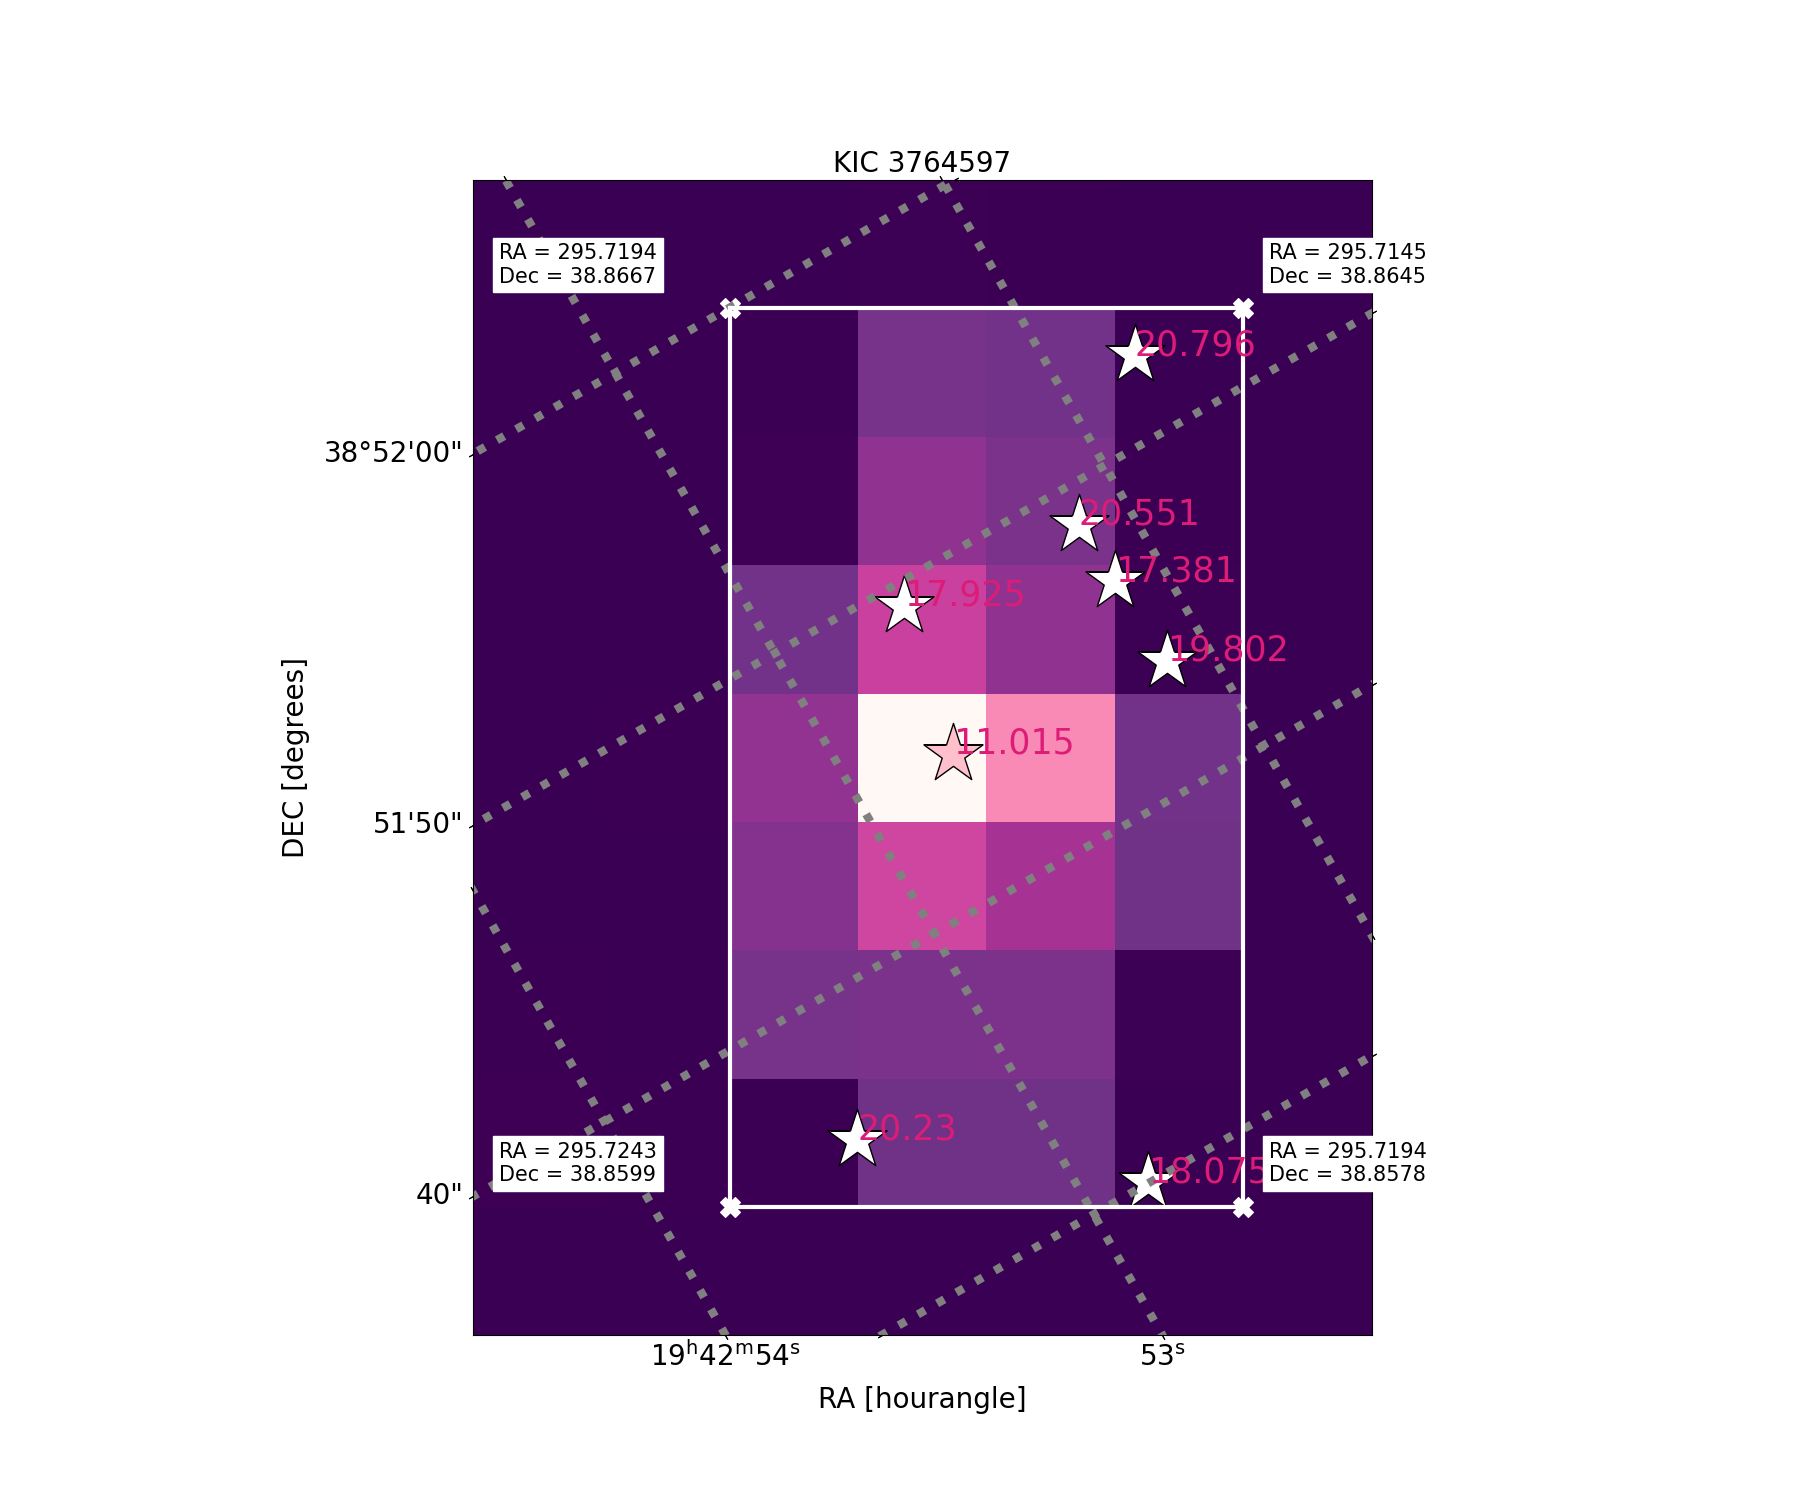 KIC 3764597
RA = 295.7194
Dec = 38.8667
RA = 295.7145
Dec = 38.8645
20.796
38°52'00"
20.551
17.381
17.925
19.802
11.015
DEC [degrees]
51'50"
20.23
RA = 295.7243
Dec = 38.8599
18.075
RA = 295.7194
Dec = 38.8578
40"
19h42m54s
53s
RA [hourangle]